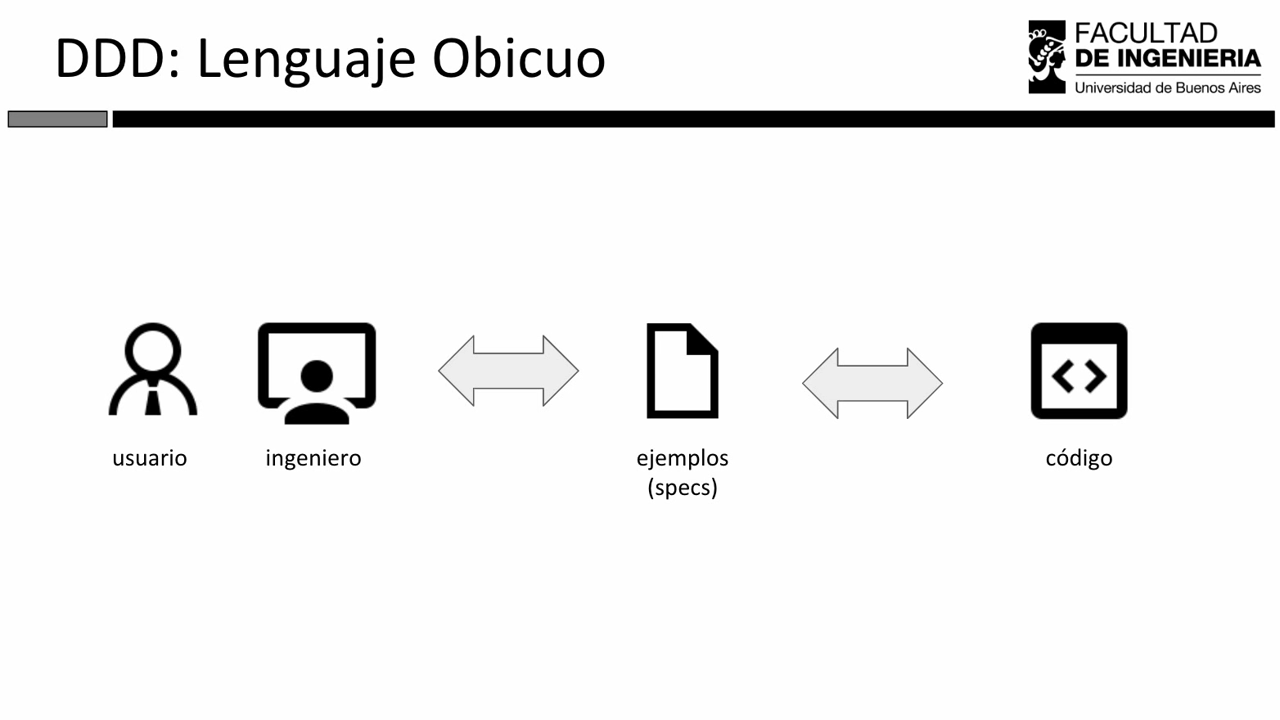 DDD: Lenguaje Obicuo
FACULTAD
DE INGENIERIA
Universidad de Buenos Aires
usuario
ingeniero
ejemplos
(specs)
código